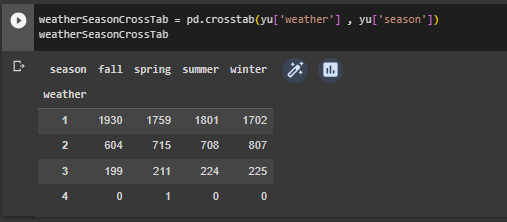 weatherSeasonCrossTab = pd.crosstab(yu['weather'] , yu['season'])
weatherSeasonCrossTab
season fall spring summer winter
weather
1 1930 1759 1801 1702
2 604 715 708 807
3 199 211 224 225
4 0 1 0 0